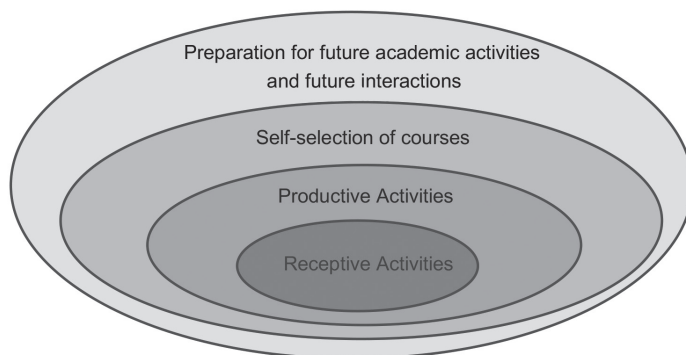 Preparation for future academic activities
and future interactions
Self-selection of courses
Productive Activities
Receptive Activities